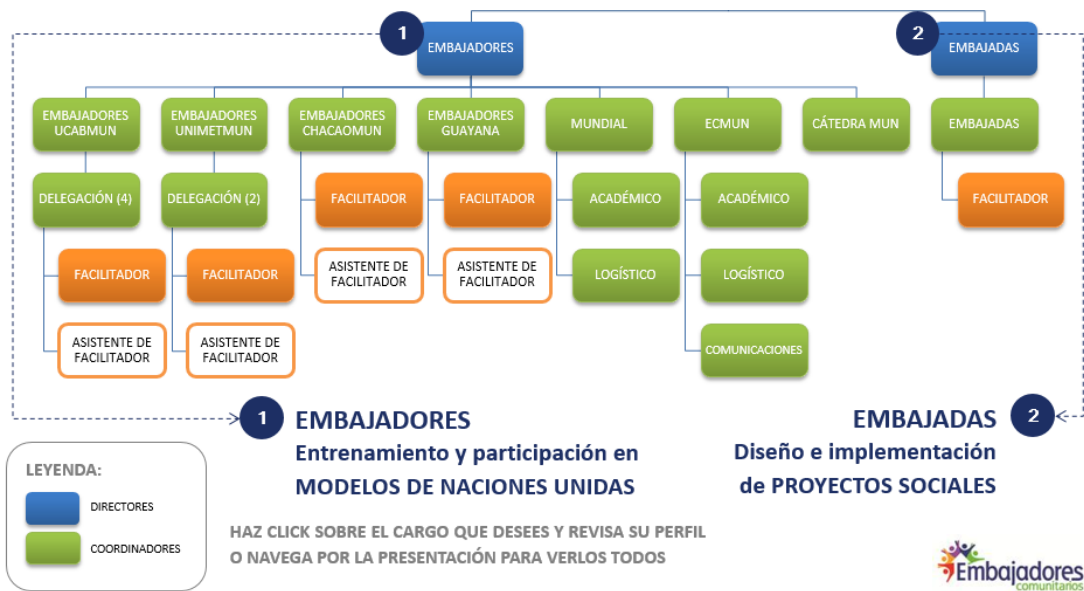 1
EMBAJADORES
2
EMBAJADAS
EMBAJADORES
UCABMUN
EMBAJADORES
UNIMETMUN
EMBAJADORES
CHACAOMUN
EMBAJADORES
GUAYANA
MUNDIAL
ECMUN
CÁTEDRA MUN
EMBAJADAS
DELEGACIÓN (4)
DELEGACIÓN (2)
FACILITADOR
FACILITADOR
ACADÉMICO
ACADÉMICO
FACILITADOR
FACILITADOR
FACILITADOR
ASISTENTE DE
FACILITADOR
ASISTENTE DE
FACILITADOR
LOGÍSTICO
LOGÍSTICO
ASISTENTE DE
FACILITADOR
ASISTENTE DE
FACILITADOR
COMUNICACIONES
1
EMBAJADORES
Entrenamiento y participación en
MODELOS DE NACIONES UNIDAS
EMBAJADAS
2
Diseño e implementación
de PROYECTOS SOCIALES
LEYENDA:
DIRECTORES
COORDINADORES
HAZ CLICK SOBRE EL CARGO QUE DESEES Y REVISA SU PERFIL
O NAVEGA POR LA PRESENTACIÓN PARA VERLOS TODOS
Embajadores
comunitarios